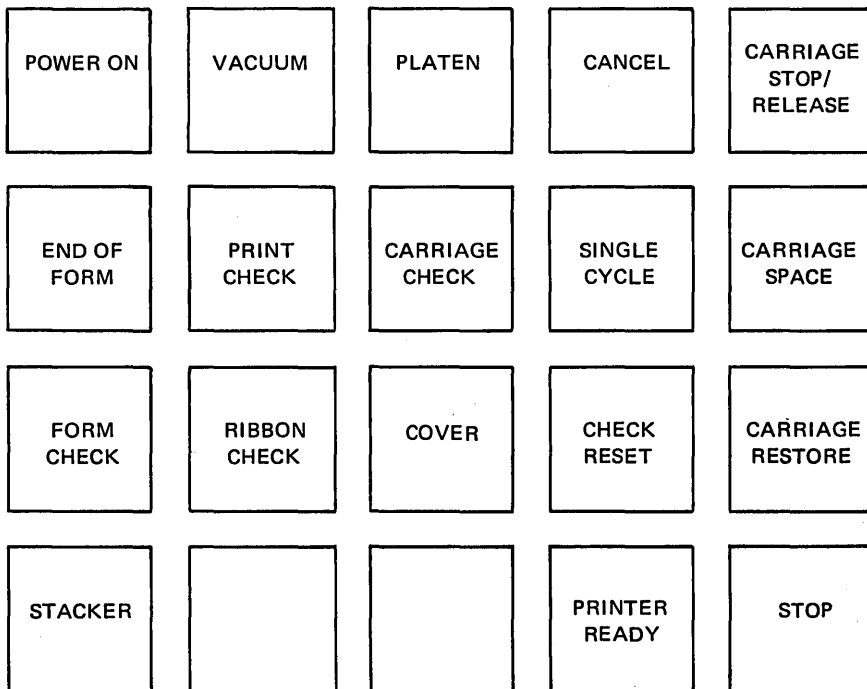 POWER ON
VACUUM
PLATEN
CANCEL
CARRIAGE
STOP/
RELEASE
END OF
FORM
PRINT
CHECK
CARRIAGE
CHECK
SINGLE
CYCLE
CARRIAGE
SPACE
FORM
CHECK
RIBBON
CHECK
COVER
CHECK
RESET
CARRIAGE
RESTORE
STACKER
PRINTER
READY
STOP